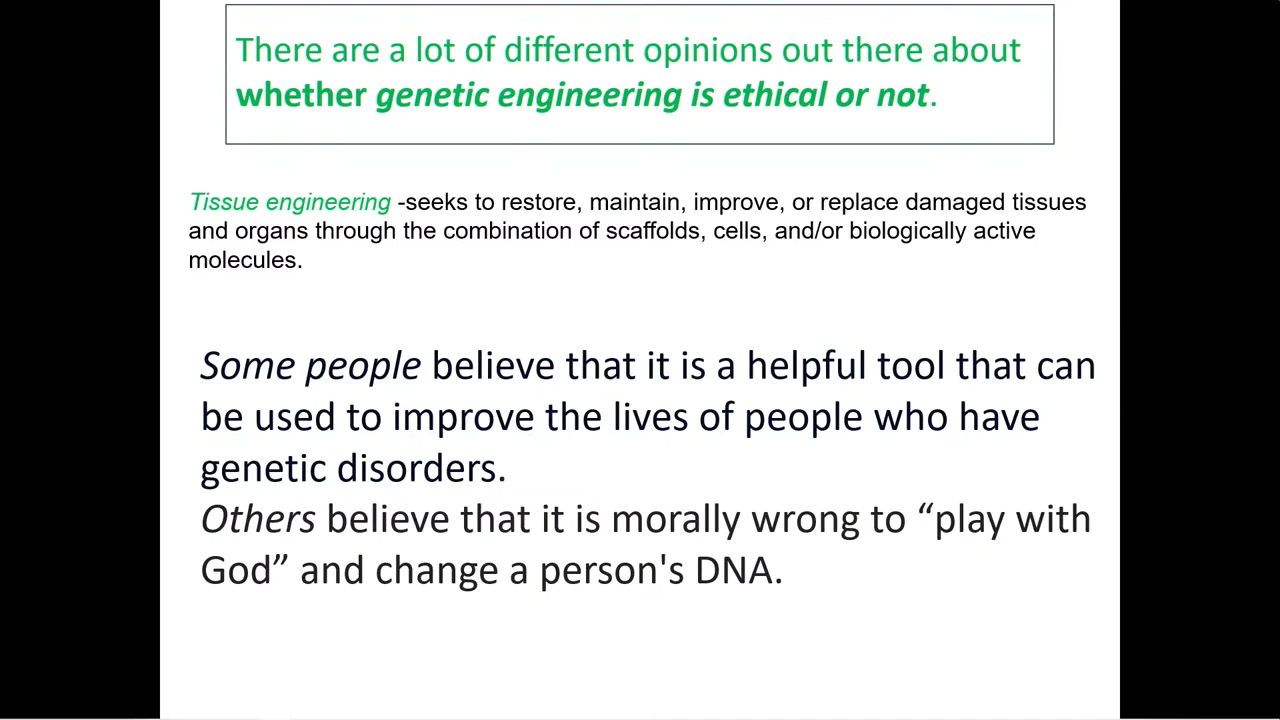 There are a lot of different opinions out there about
whether genetic engineering is ethical or not.
Tissue engineering -seeks to restore, maintain, improve, or replace damaged tissues
and organs through the combination of scaffolds, cells, and/or biologically active
molecules.
Some people believe that it is a helpful tool that can
be used to improve the lives of people who have
genetic disorders.
Others believe that it is morally wrong to “play with
God” and change a person's DNA.